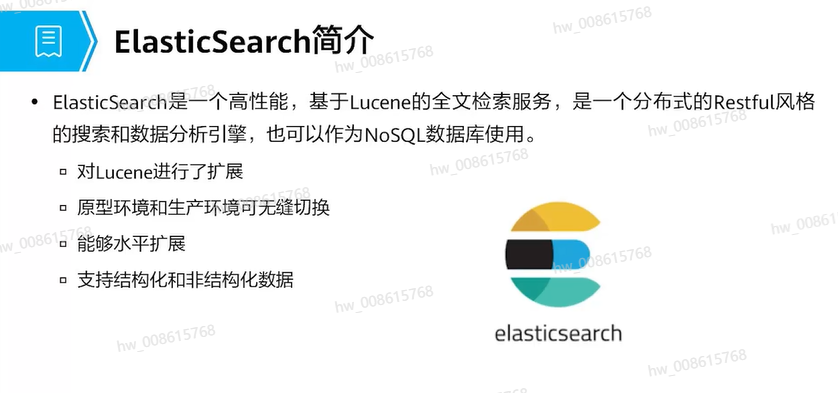 ElasticSearch简介
• ElasticSearch是一个高性能，基于Lucene的全文检索服务，是一个分布式的Restful风格
的搜索和数据分析引擎，也可以作为NoSQL数据库使用。
▫ 对Lucene进行了扩展
▫ 原型环境和生产环境可无缝切换
▫ 能够水平扩展
▫ 支持结构化和非结构化数据
elasticsearch
hw_008615768
hw_008615768
hw_008615768
hw_008615768
hw_008615768
hw_008615768
hw_008615768
hw_008615768
hw_008615768
hw_008615768